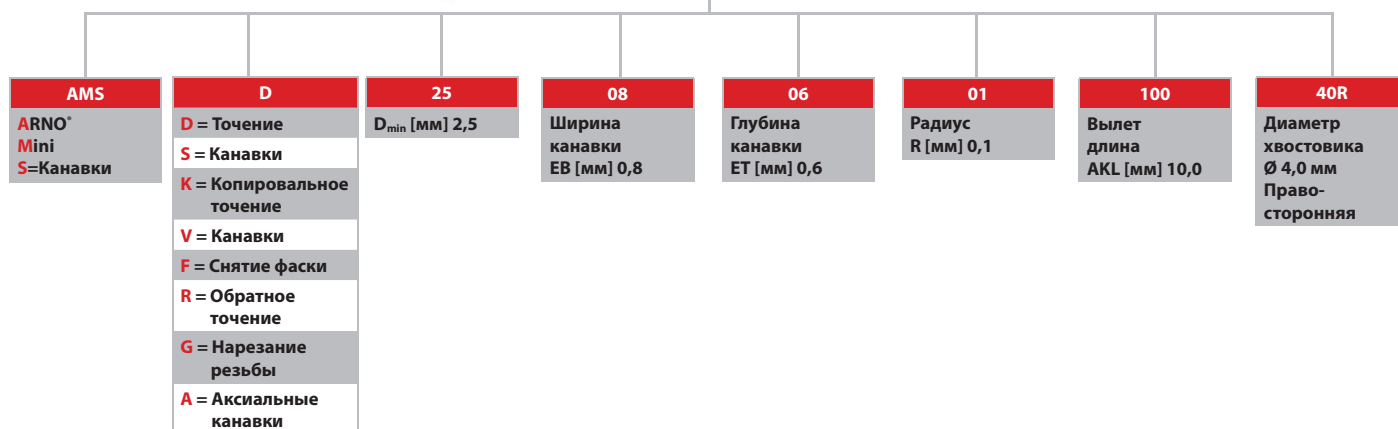 AMS
ARNO®
Mini
S=Канавки
D
D = Точение
S = Канавки
K = Копировальное
точение
V = Канавки
F = Снятие фаски
R = Обратное
точение
G = Нарезание
резьбы
A = Аксиальные
канавки
25
Dmin [мм] 2,5
08
Ширина
канавки
EB [мм] 0,8
06
Глубина
канавки
ET [мм] 0,6
01
Радиус
R [мм] 0,1
100
Вылет
длина
AKL [мм] 10,0
40R
Диаметр
хвостовика
Ø 4,0 мм
Право-
сторонняя